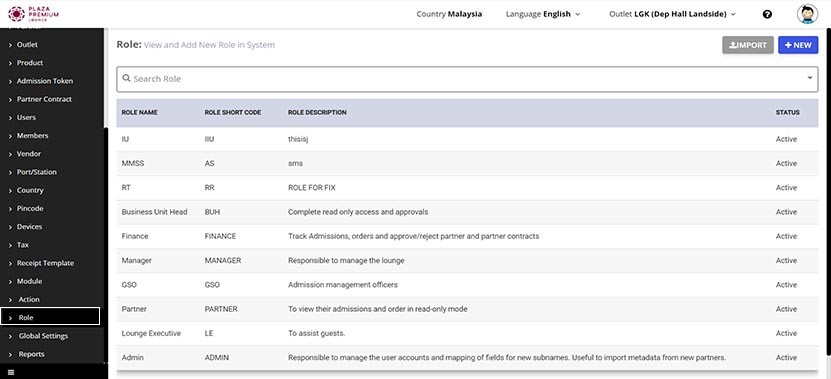 PLAZA
PREMIUM
LOUNGE
Country Malaysia
Language English
Outlet LGK (Dep Hall Landside)
Outlet
Product
Admission Token
Partner Contract
Users
Members
Vendor
Port/Station
Country
Pincode
Devices
Tax
Receipt Template
Module
Action
Role
Global Settings
Reports
Role: View and Add New Role in System
IMPORT
+ NEW
Search Role
ROLE NAME ROLE SHORT CODE ROLE DESCRIPTION STATUS
IU IIU thisisj Active
MMSS AS sms Active
RT RR ROLE FOR FIX Active
Business Unit Head BUH Complete read only access and approvals Active
Finance FINANCE Track Admissions, orders and approve/reject partner and partner contracts Active
Manager MANAGER Responsible to manage the lounge Active
GSO GSO Admission management officers Active
Partner PARTNER To view their admissions and order in read-only mode Active
Lounge Executive LE To assist guests. Active
Admin ADMIN Responsible to manage the user accounts and mapping of fields for new subnames. Useful to import metadata from new partners. Active